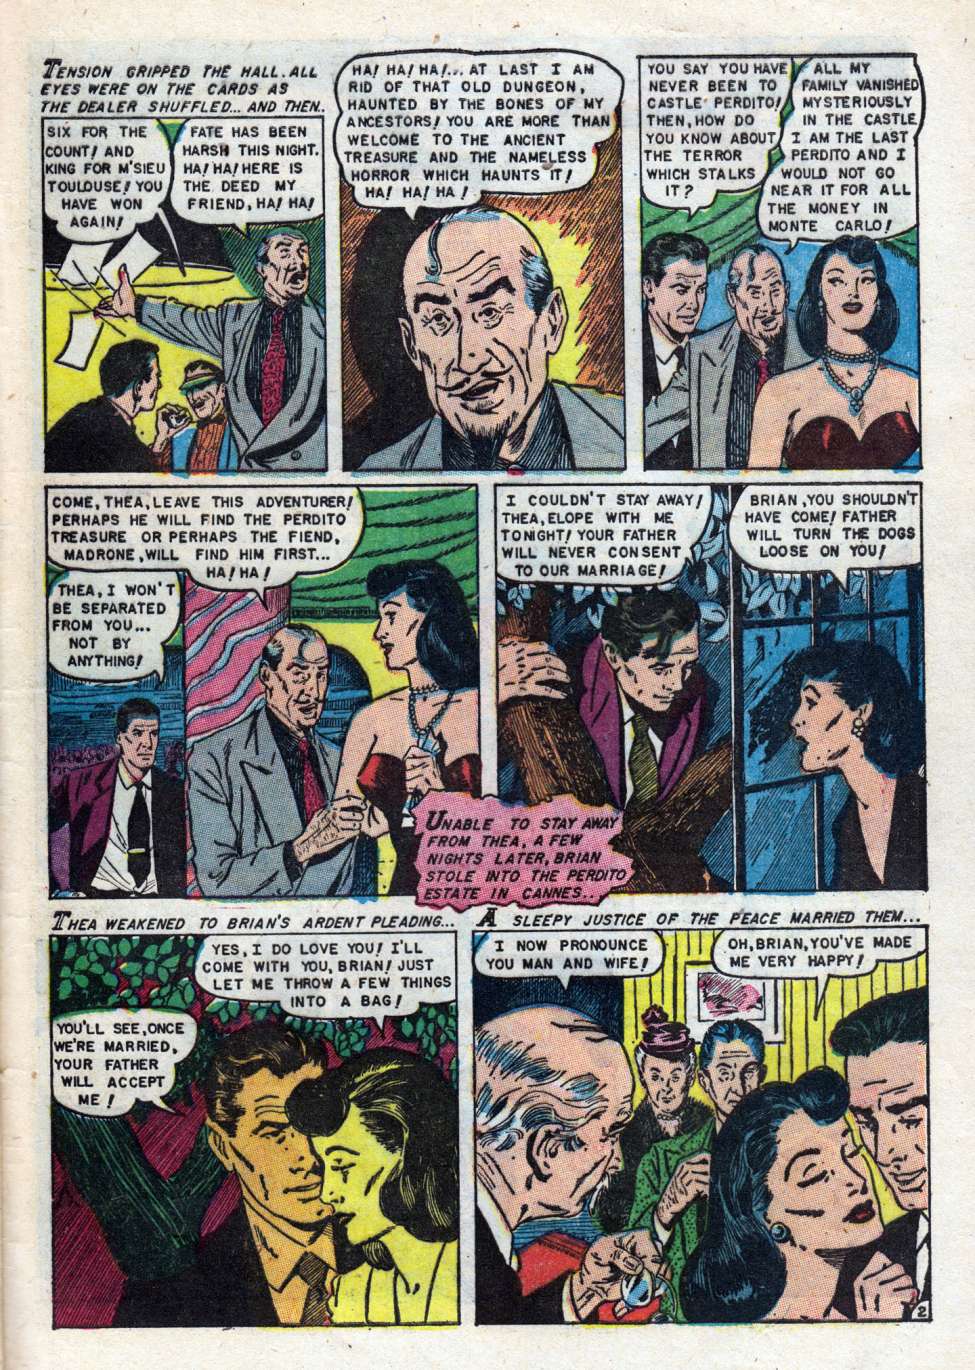 TENSION GRIPPED THE HALL. ALL
EYES WERE ON THE CARDS AS
THE DEALER SHUFFLED... AND THEN..
SIX FOR THE
COUNT! AND
KING FOR M'SIEU
TOULOUSE! YOU
HAVE WON
AGAIN!
FATE HAS BEEN
HARSH THIS NIGHT.
HA! HA! HERE IS
THE DEED MY
FRIEND, HA! HA!
HA! HA! HA!... AT LAST I AM
RID OF THAT OLD DUNGEON,
HAUNTED BY THE BONES OF MY
ANCESTORS! YOU ARE MORE THAN
WELCOME TO THE ANCIENT
TREASURE AND THE NAMELESS
HORROR WHICH HAUNTS IT!
HA! HA! HA!
YOU SAY YOU HAVE
NEVER BEEN TO
CASTLE PERDITO!
THEN, HOW DO
YOU KNOW ABOUT
THE TERROR
WHICH STALKS
IT?
ALL MY
FAMILY VANISHED
MYSTERIOUSLY
IN THE CASTLE.
I AM THE LAST
PERDITO AND I
WOULD NOT GO
NEAR IT FOR ALL
THE MONEY IN
MONTE CARLO!
COME, THEA, LEAVE THIS ADVENTURER!
PERHAPS HE WILL FIND THE PERDITO
TREASURE OR PERHAPS THE FIEND,
MADRONE, WILL FIND HIM FIRST...
HA! HA!
THEA, I WON'T
BE SEPARATED
FROM YOU...
NOT BY
ANYTHING!
UNABLE TO STAY AWAY
FROM THEA, A FEW
NIGHTS LATER, BRIAN
STOLE INTO THE PERDITO
ESTATE IN CANNES..
I COULDN'T STAY AWAY!
THEA, ELOPE WITH ME
TONIGHT! YOUR FATHER
WILL NEVER CONSENT
TO OUR MARRIAGE!
BRIAN, YOU SHOULDN'T
HAVE COME! FATHER
WILL TURN THE DOGS
LOOSE ON YOU!
THEA WEAKENED TO BRIAN'S ARDENT PLEADING...
YES, I DO LOVE YOU! I'LL
COME WITH YOU, BRIAN! JUST
LET ME THROW A FEW THINGS
INTO A BAG!
YOU'LL SEE, ONCE
WE'RE MARRIED,
YOUR FATHER
WILL ACCEPT
ME!
A SLEEPY JUSTICE OF THE PEACE MARRIED THEM...
I NOW PRONOUNCE
YOU MAN AND WIFE!
OH, BRIAN, YOU'VE MADE
ME VERY HAPPY!
2